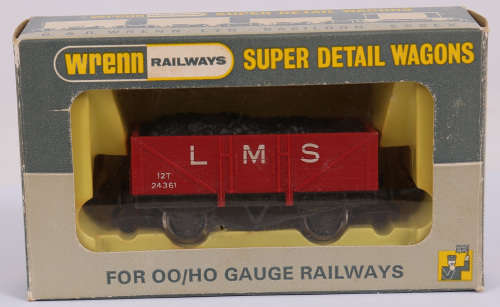 wrenn RAILWAYS SUPER DETAIL WAGONS
L M S
12T
24361
FOR OO/HO GAUGE RAILWAYS